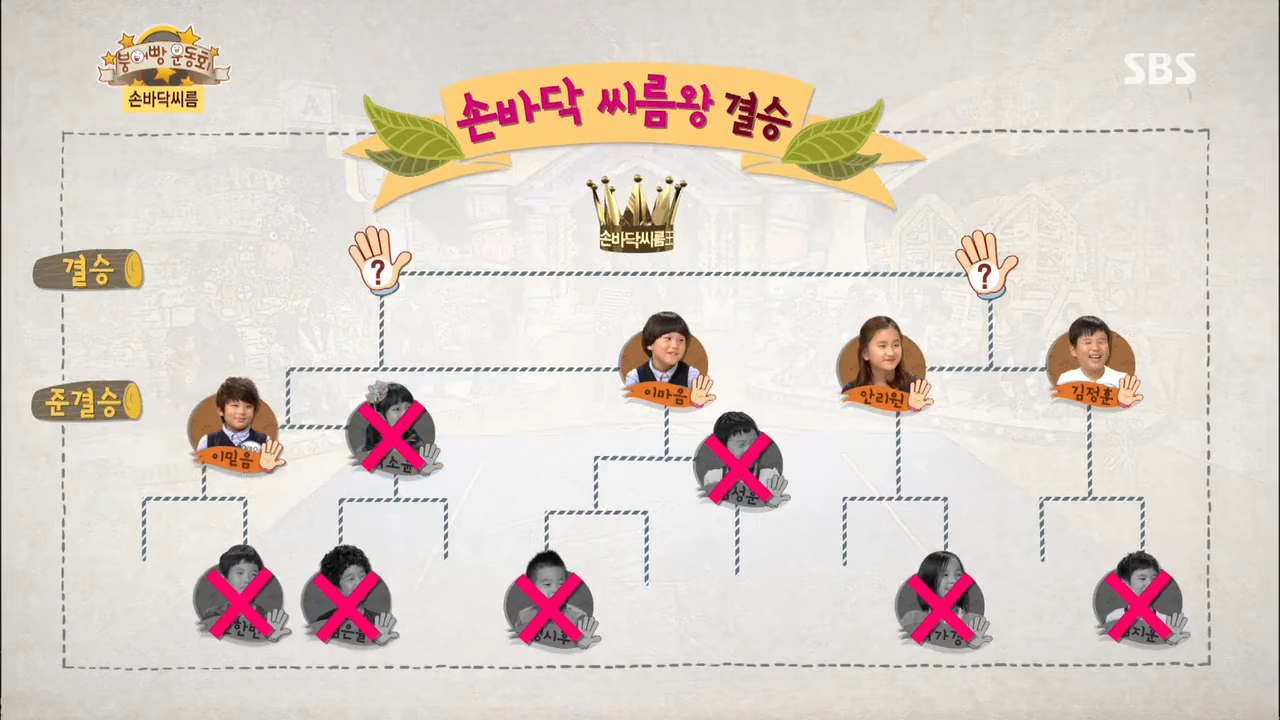 붕어빵 운동회
손바닥씨름
SBS
손바닥 씨름왕 결승
손바닥씨름王
결승
?
?
준결승
이믿음
이마음
안리원
김정훈